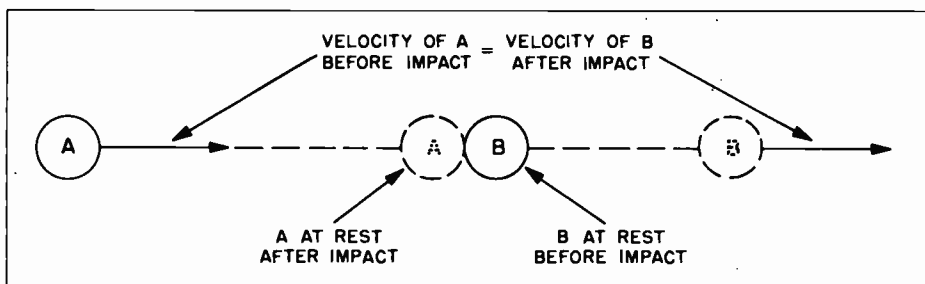 VELOCITY OF A = VELOCITY OF B
BEFORE IMPACT AFTER IMPACT
A A B B
A AT REST B AT REST
AFTER IMPACT BEFORE IMPACT